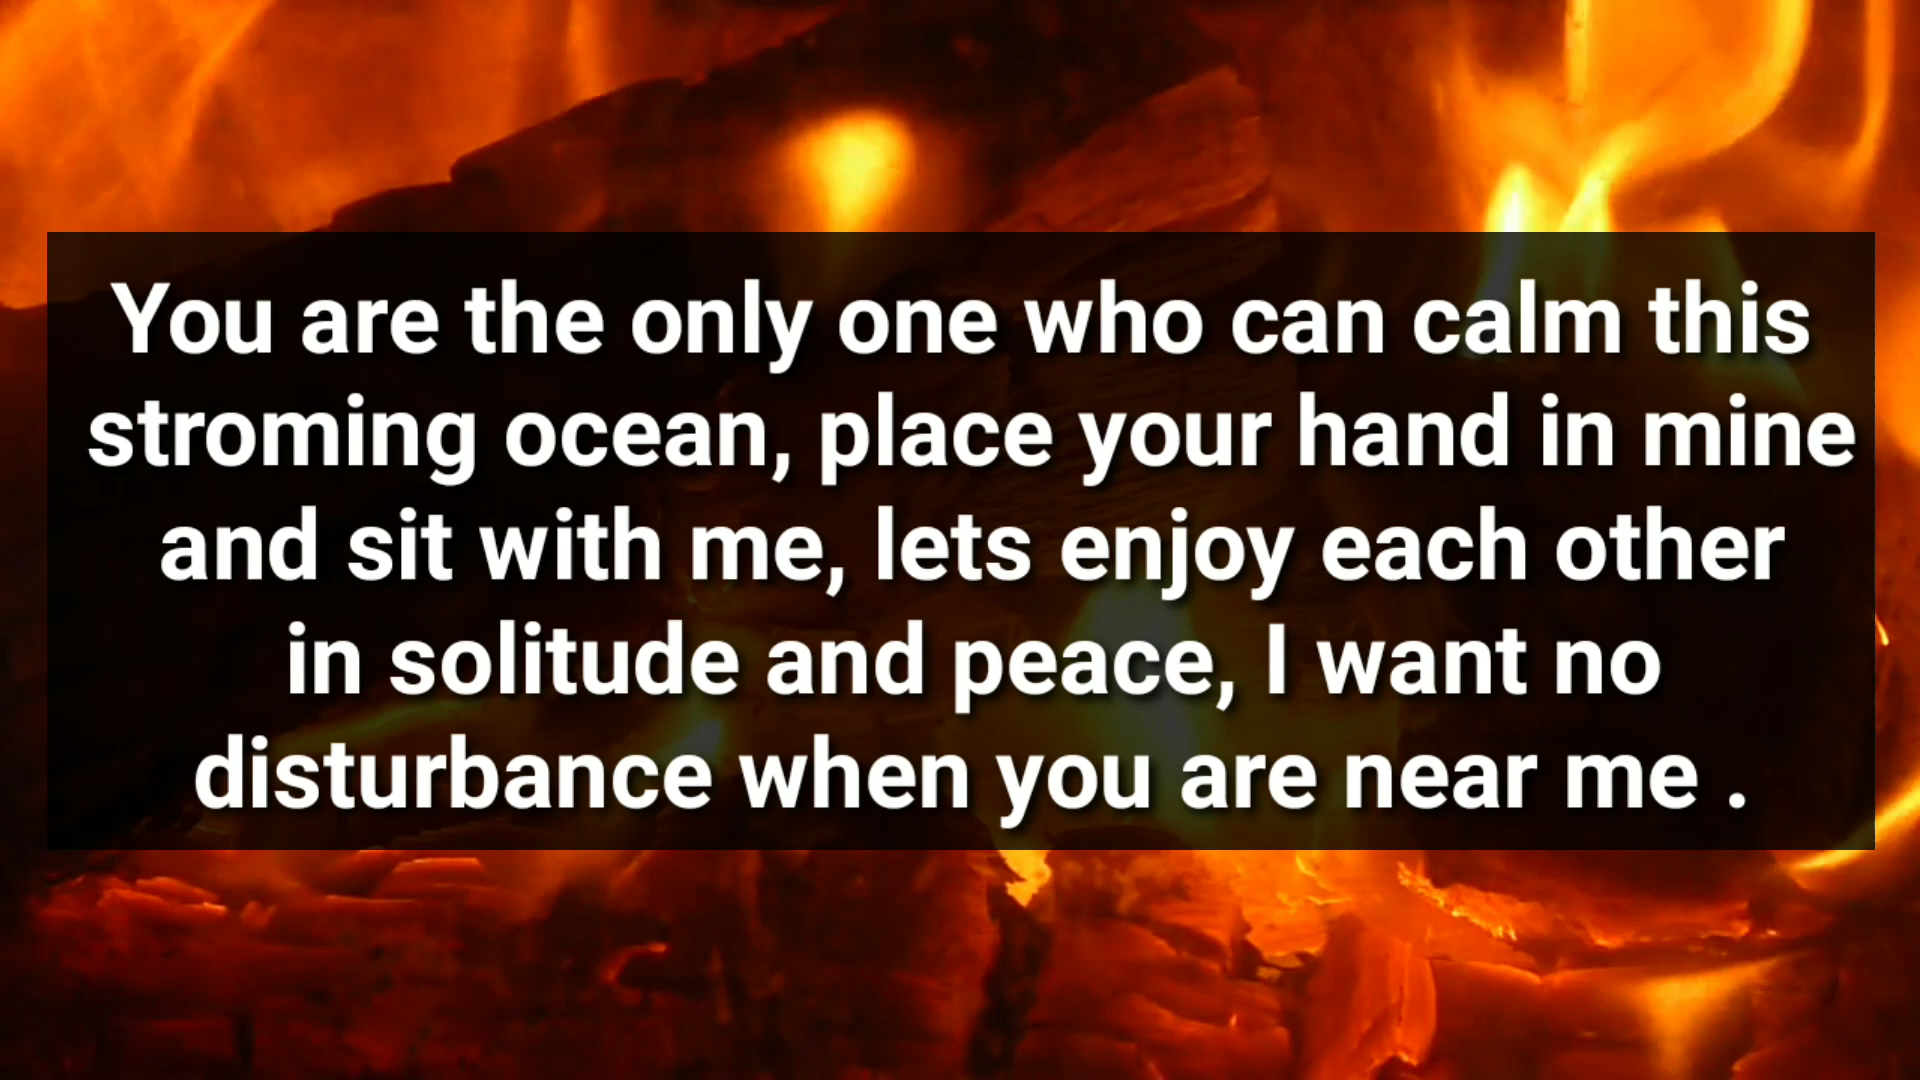 You are the only one who can calm this
stroming ocean, place your hand in mine
and sit with me, lets enjoy each other
in solitude and peace, I want no
disturbance when you are near me .